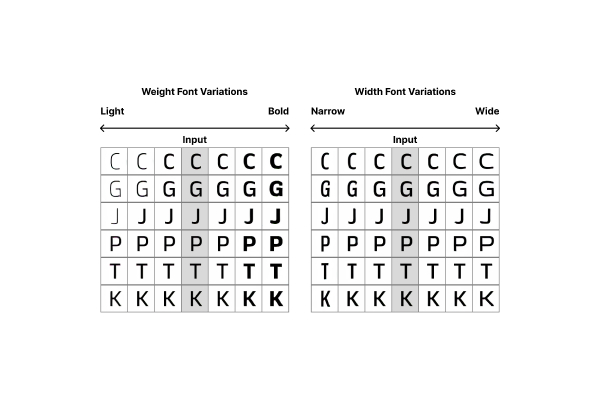 Weight Font Variations
Light Bold
Input
C C C C C C C
G G G G G G G
J J J J J J J
P P P P P P P
T T T T T T T
K K K K K K K
Width Font Variations
Narrow Wide
Input
C C C C C C C
G G G G G G G
J J J J J J J
P P P P P P P
T T T T T T T
K K K K K K K